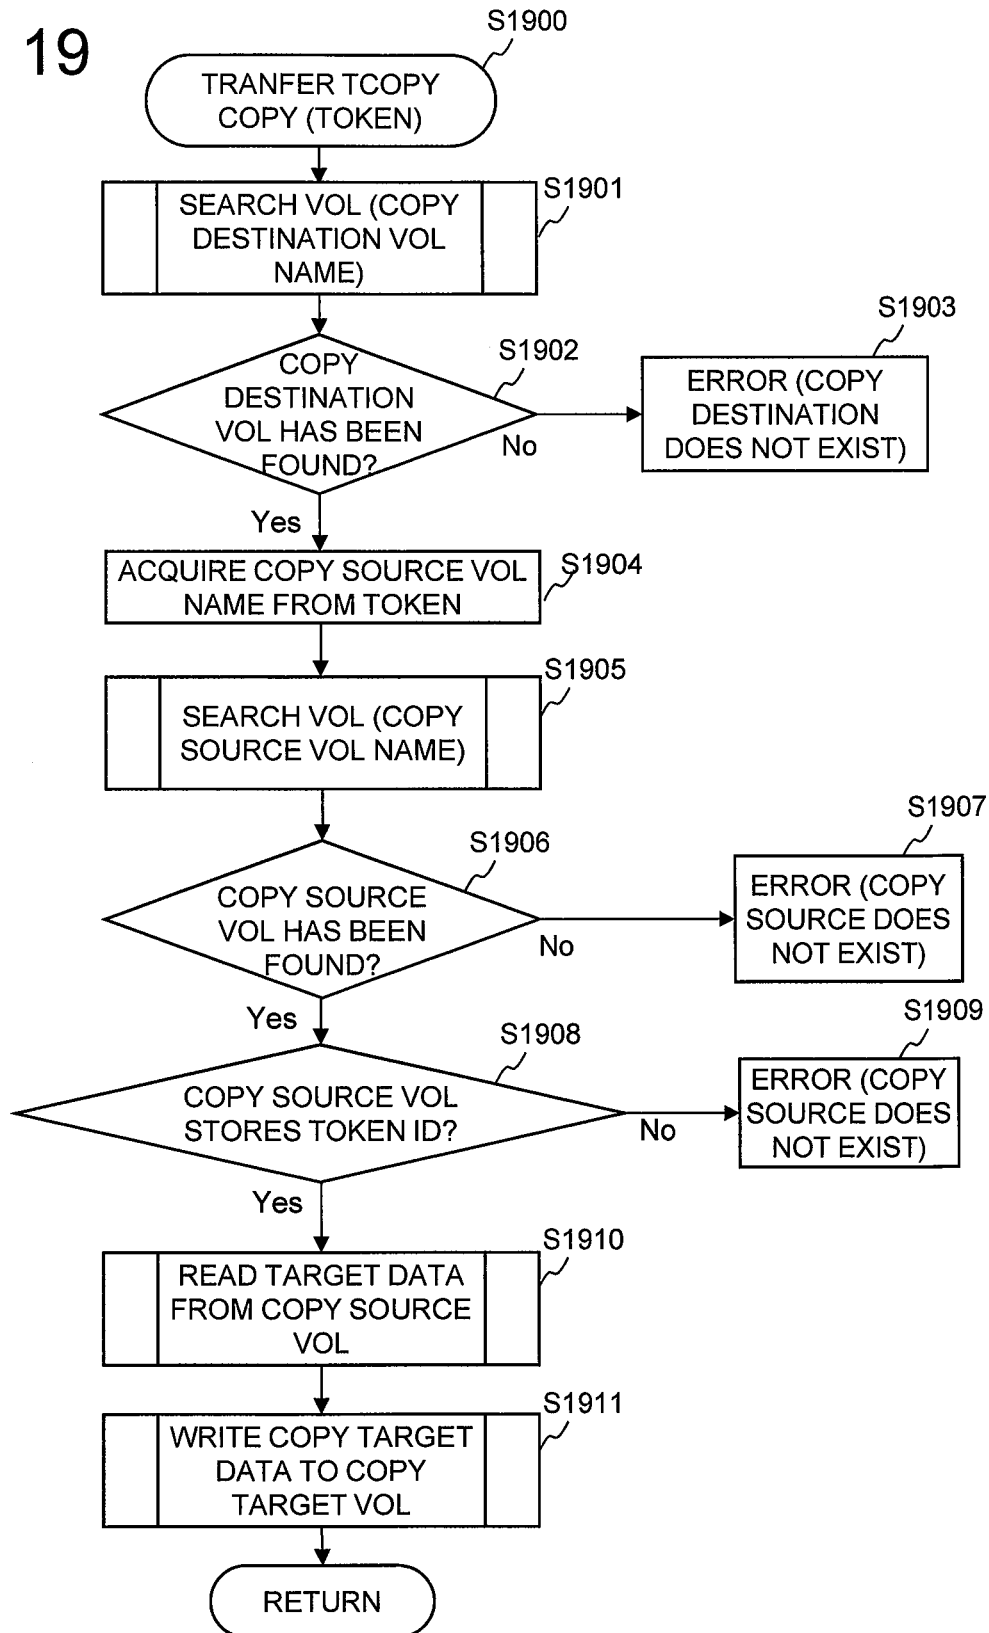 19
S1900
TRANFER TCOPY
COPY (TOKEN)
S1901
SEARCH VOL (COPY
DESTINATION VOL
NAME)
S1902
COPY
DESTINATION
VOL HAS BEEN
FOUND?
No
S1903
ERROR (COPY
DESTINATION
DOES NOT EXIST)
Yes
S1904
ACQUIRE COPY SOURCE VOL
NAME FROM TOKEN
S1905
SEARCH VOL (COPY
SOURCE VOL NAME)
S1906
COPY SOURCE
VOL HAS BEEN
FOUND?
No
S1907
ERROR (COPY
SOURCE DOES
NOT EXIST)
Yes
S1908
COPY SOURCE VOL
STORES TOKEN ID?
No
S1909
ERROR (COPY
SOURCE DOES
NOT EXIST)
Yes
S1910
READ TARGET DATA
FROM COPY SOURCE
VOL
S1911
WRITE COPY TARGET
DATA TO COPY
TARGET VOL
RETURN